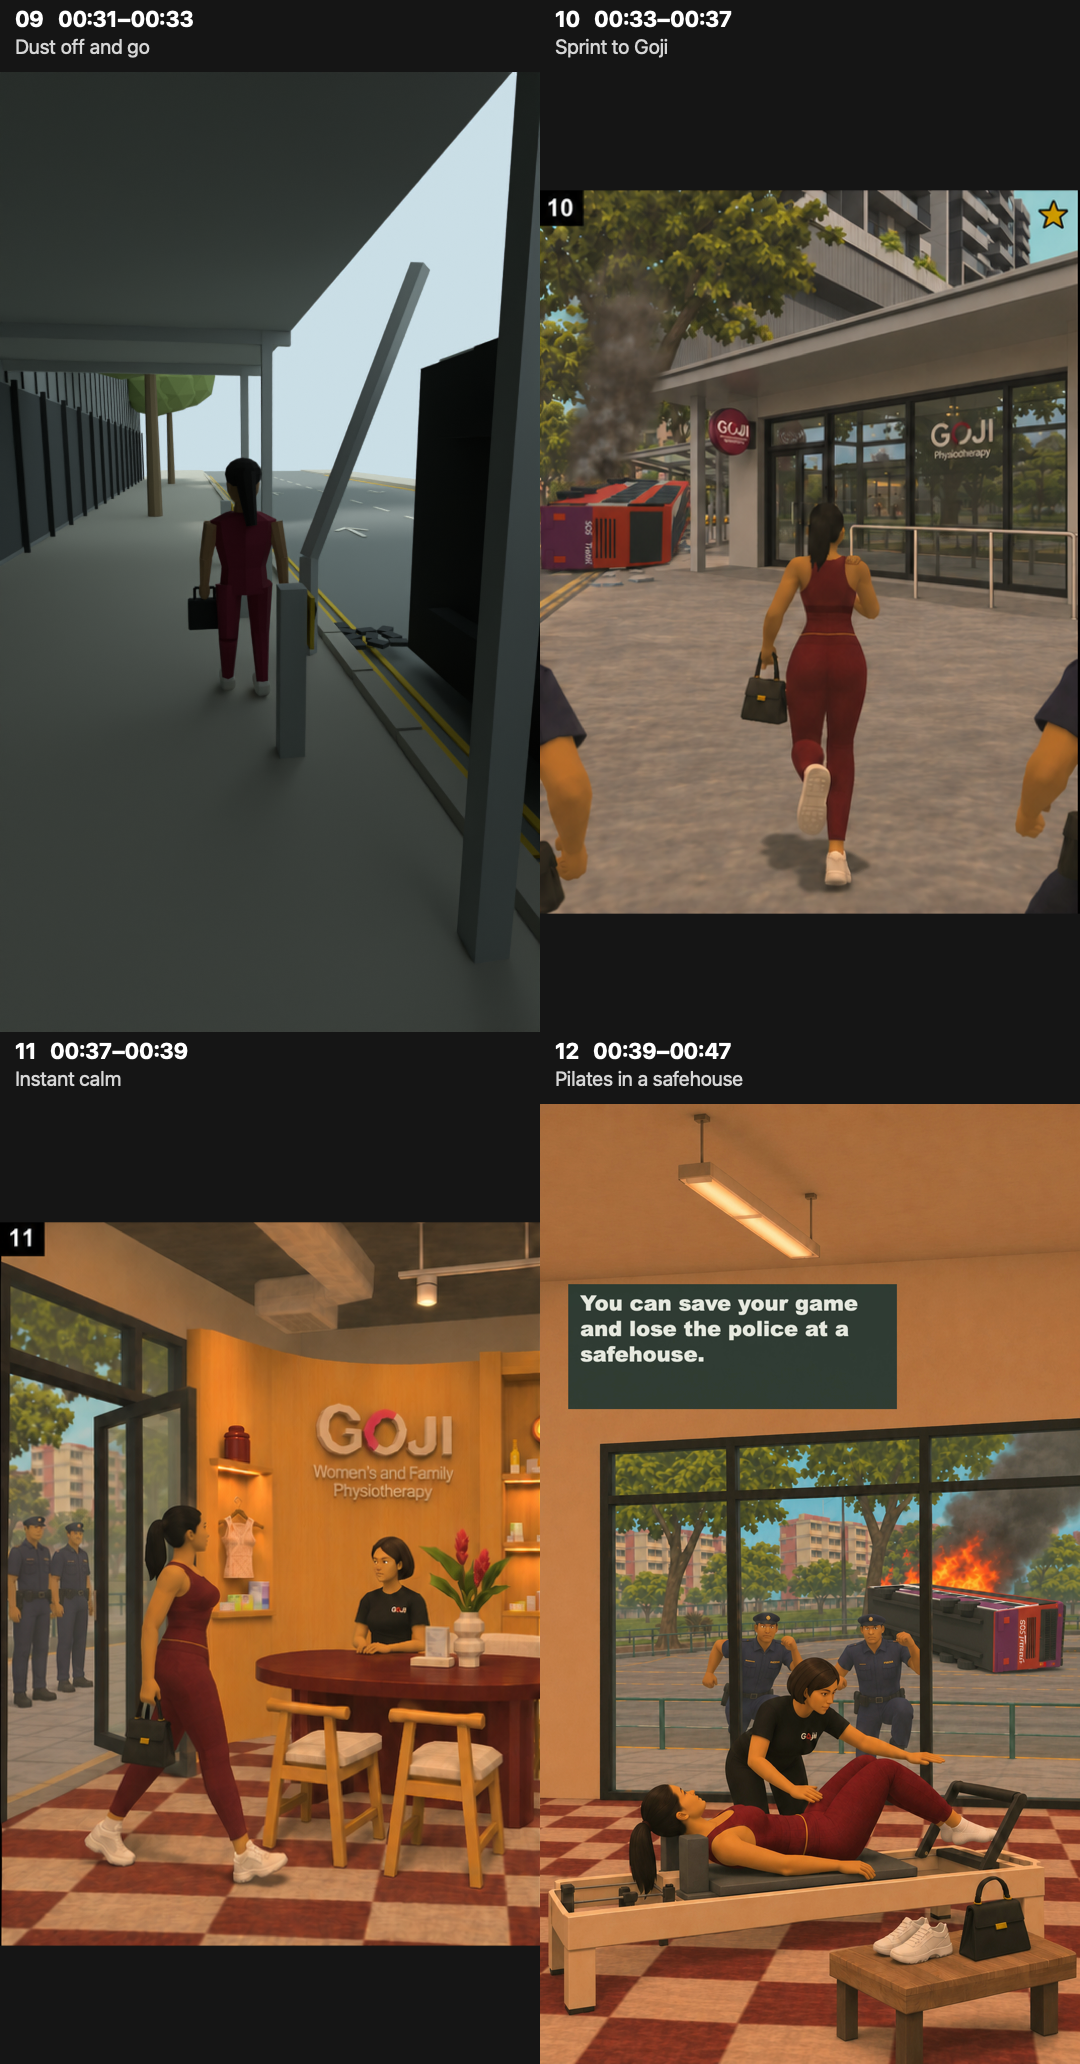 09 00:31–00:33
Dust off and go
10 00:33–00:37
Sprint to Goji
10
GOJI
GOJI
Physiotherapy
11 00:37–00:39
Instant calm
12 00:39–00:47
Pilates in a safehouse
11
GOJI
Women's and Family
Physiotherapy
GOJI
You can save your game
and lose the police at a
safehouse.
GOJI